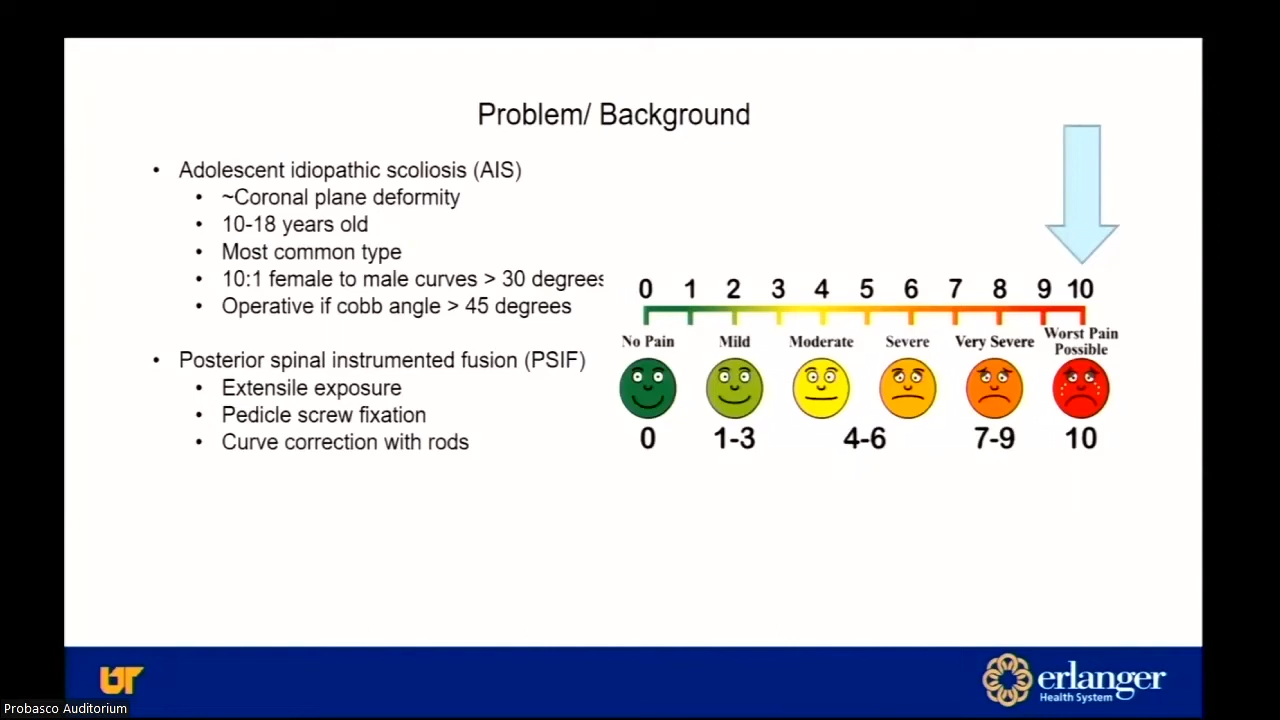 Problem/ Background
• Adolescent idiopathic scoliosis (AIS)
• ~Coronal plane deformity
• 10-18 years old
• Most common type
• 10:1 female to male curves > 30 degrees
• Operative if cobb angle > 45 degrees
• Posterior spinal instrumented fusion (PSIF)
• Extensile exposure
• Pedicle screw fixation
• Curve correction with rods
0 1 2 3 4 5 6 7 8 9 10
No Pain Mild Moderate Severe Very Severe Worst Pain
Possible
0 1-3 4-6 7-9 10
UT
erlanger
Health System
Probasco Auditorium